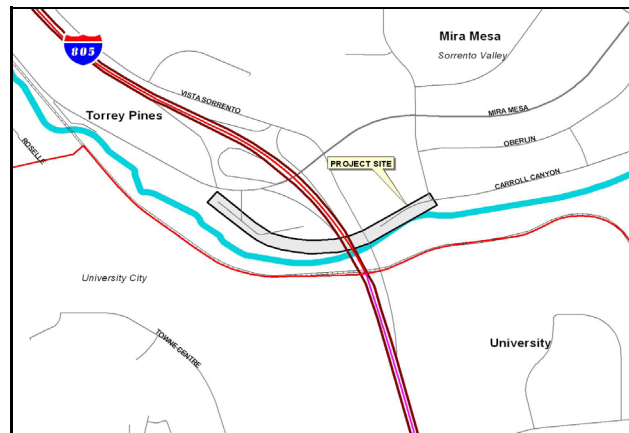 805
Mira Mesa
Sorrento Valley
VISTA SORRENTO
Torrey Pines
MIRA MESA
OBERLIN
ROSELLE
PROJECT SITE
CARROLL CANYON
University City
TOWNE CENTRE
University